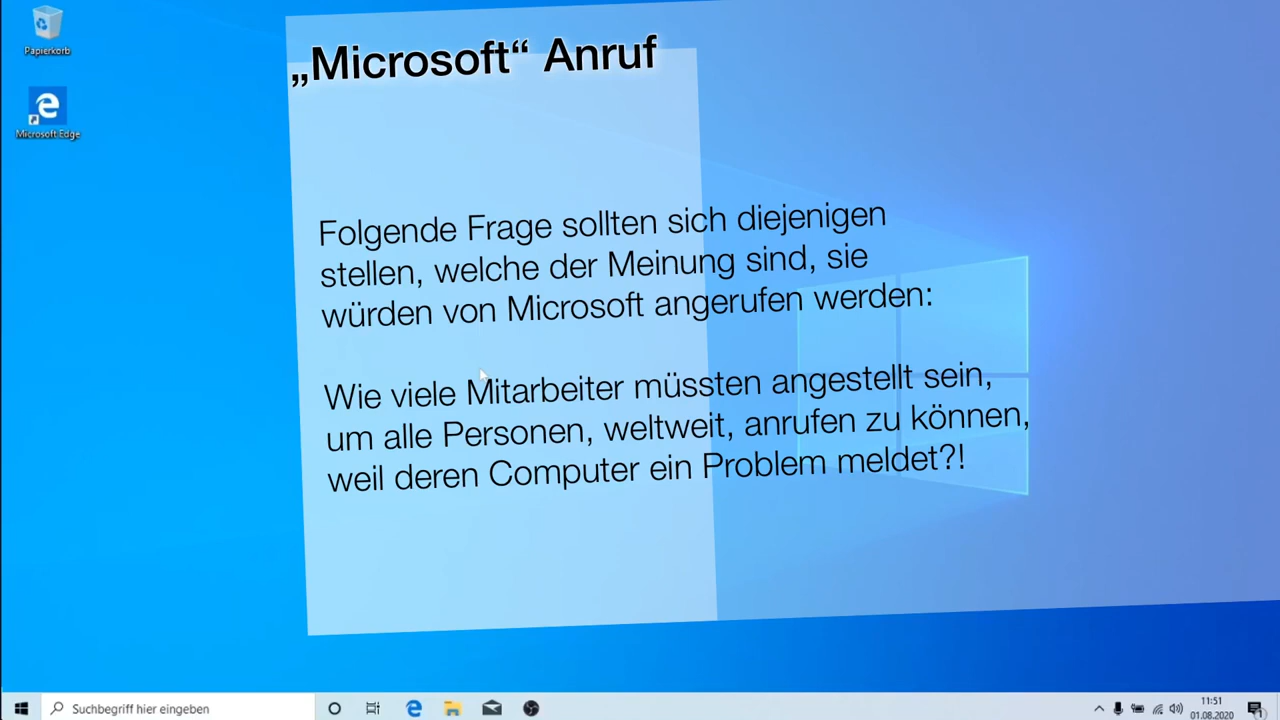 Papierkorb
Microsoft Edge
„Microsoft“ Anruf
Folgende Frage sollten sich diejenigen
stellen, welche der Meinung sind, sie
würden von Microsoft angerufen werden:
Wie viele Mitarbeiter müssten angestellt sein,
um alle Personen, weltweit, anrufen zu können,
weil deren Computer ein Problem meldet?!
Suchbegriff hier eingeben
11:51
01.08.2020
1